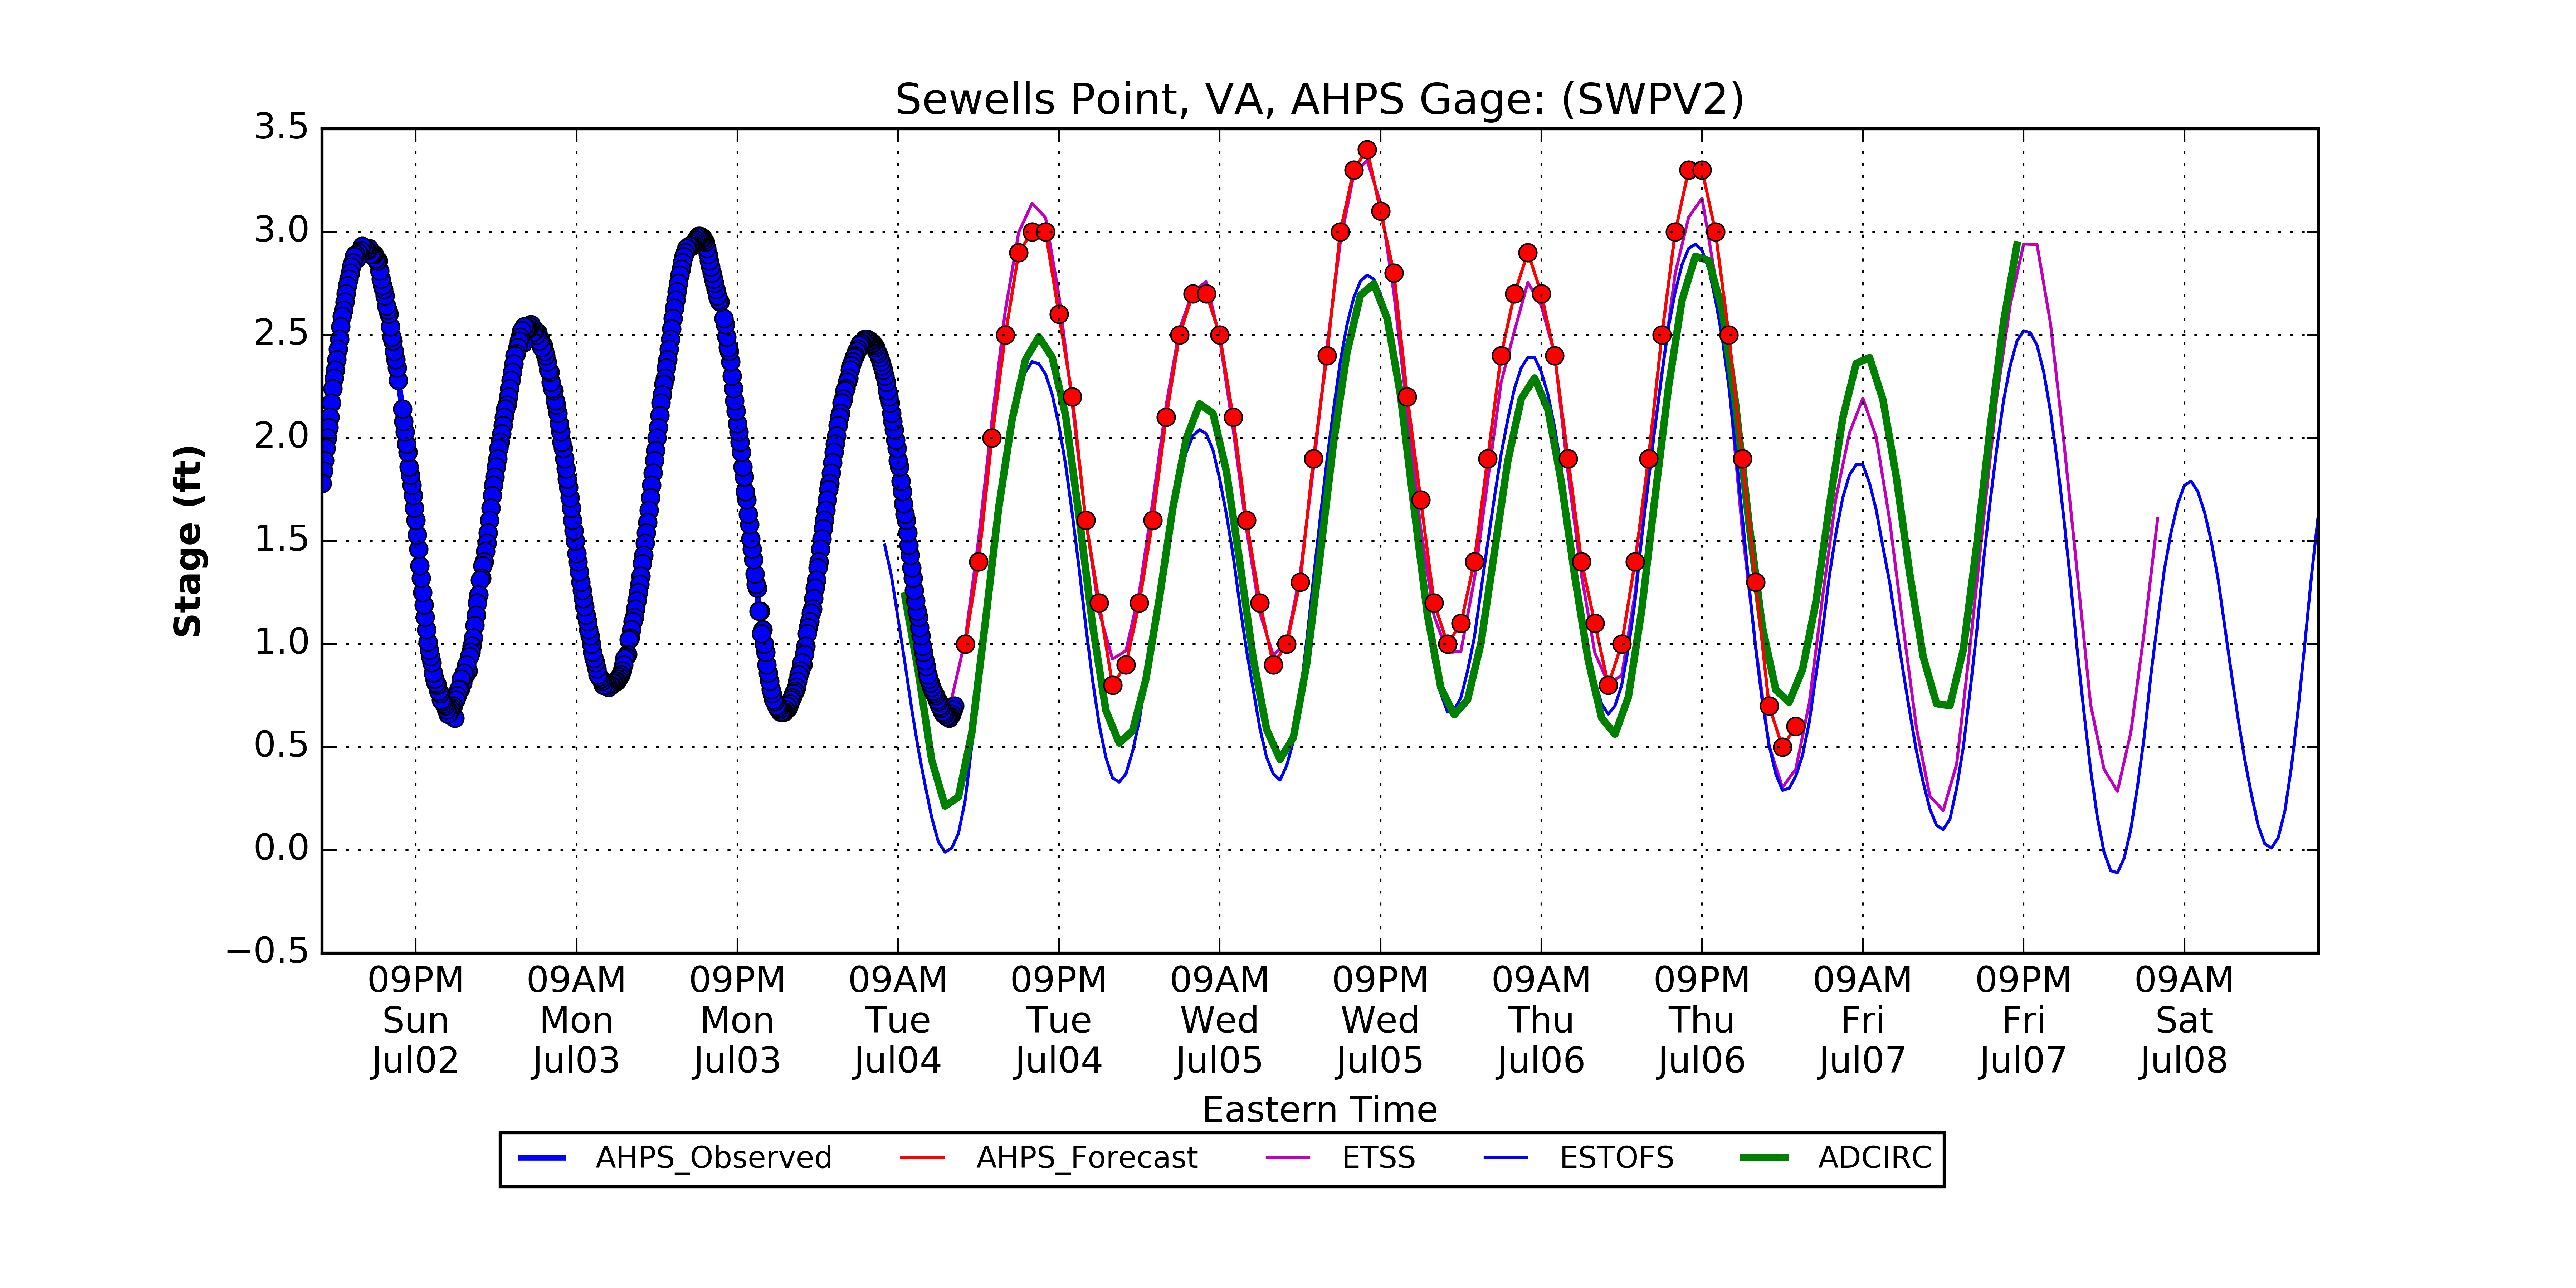 Sewells Point, VA, AHPS Gage: (SWPV2)
3.5
3.0
2.5
2.0
1.5
1.0
0.5
0.0
−0.5
Stage (ft)
09PM 09AM 09PM 09AM 09PM 09AM 09PM 09AM 09PM 09AM 09PM 09AM
Sun Mon Mon Tue Tue Wed Wed Thu Thu Fri Fri Sat
Jul02 Jul03 Jul03 Jul04 Jul04 Jul05 Jul05 Jul06 Jul06 Jul07 Jul07 Jul08
Eastern Time
AHPS_Observed AHPS_Forecast ETSS ESTOFS ADCIRC